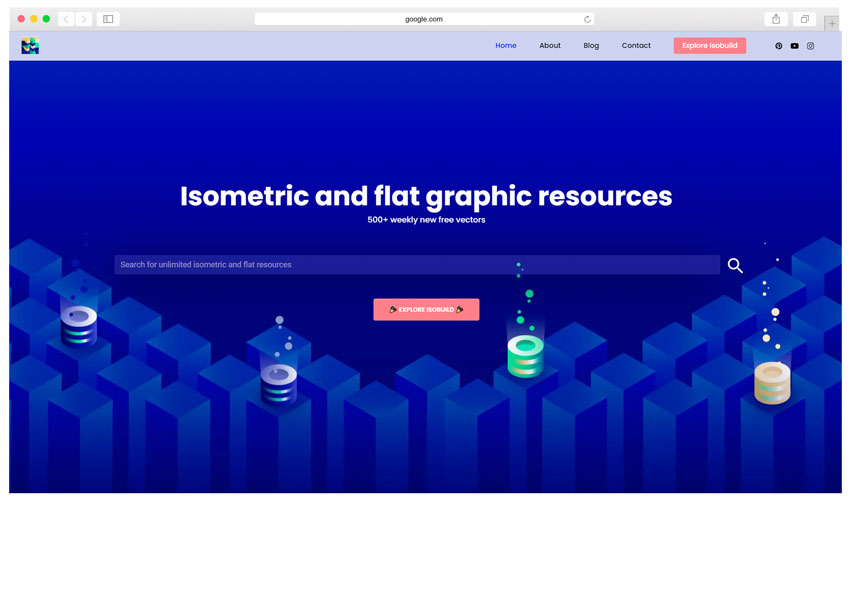 google.com
Home About Blog Contact Explore Isobuild
Isometric and flat graphic resources
500+ weekly new free vectors
Search for unlimited isometric and flat resources
EXPLORE ISOBUILD